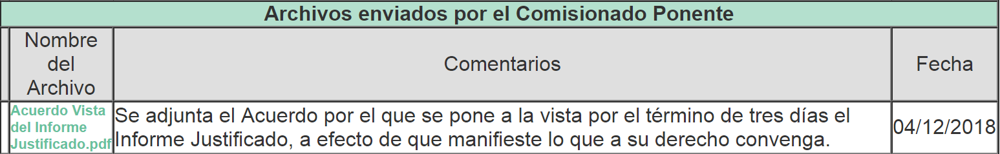 Archivos enviados por el Comisionado Ponente
Nombre
del
Archivo
Comentarios
Fecha
Acuerdo Vista
del Informe
Justificado.pdf
Se adjunta el Acuerdo por el que se pone a la vista por el término de tres días el
Informe Justificado, a efecto de que manifieste lo que a su derecho convenga.
04/12/2018